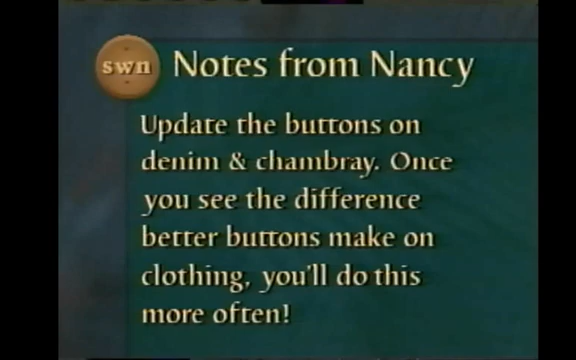 swn Notes from Nancy
Update the buttons on
denim & chambray. Once
you see the difference
better buttons make on
clothing, you'll do this
more often!